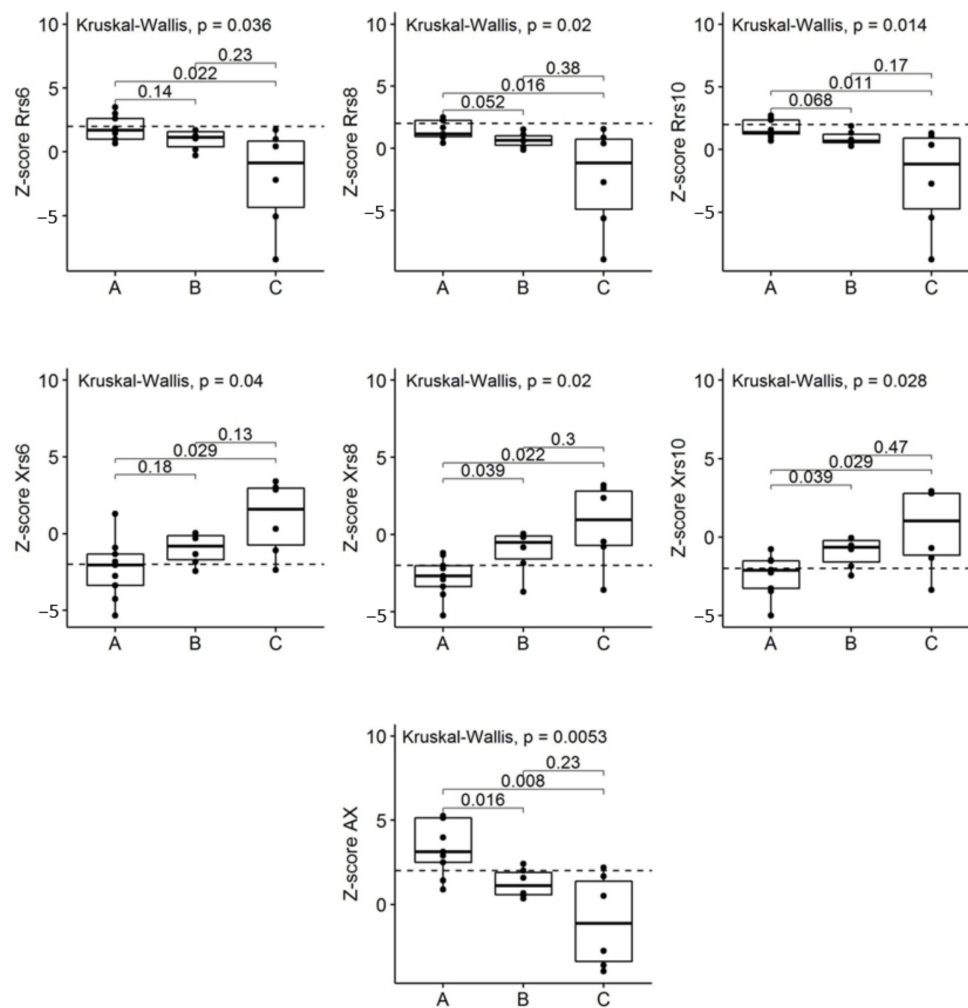 10 Kruskal-Wallis, p = 0.036
0.23
0.022
0.14
5
0
−5
Z-score Rrs6
A B C
10 Kruskal-Wallis, p = 0.02
0.38
0.016
0.052
5
0
−5
Z-score Rrs8
A B C
10 Kruskal-Wallis, p = 0.014
0.17
0.011
0.068
5
0
−5
Z-score Rrs10
A B C
10 Kruskal-Wallis, p = 0.04
0.13
0.029
0.18
5
0
−5
Z-score Xrs6
A B C
10 Kruskal-Wallis, p = 0.02
0.3
0.022
0.039
5
0
−5
Z-score Xrs8
A B C
10 Kruskal-Wallis, p = 0.028
0.47
0.029
0.039
5
0
−5
Z-score Xrs10
A B C
10 Kruskal-Wallis, p = 0.0053
0.23
0.008
0.016
5
0
Z-score AX
A B C